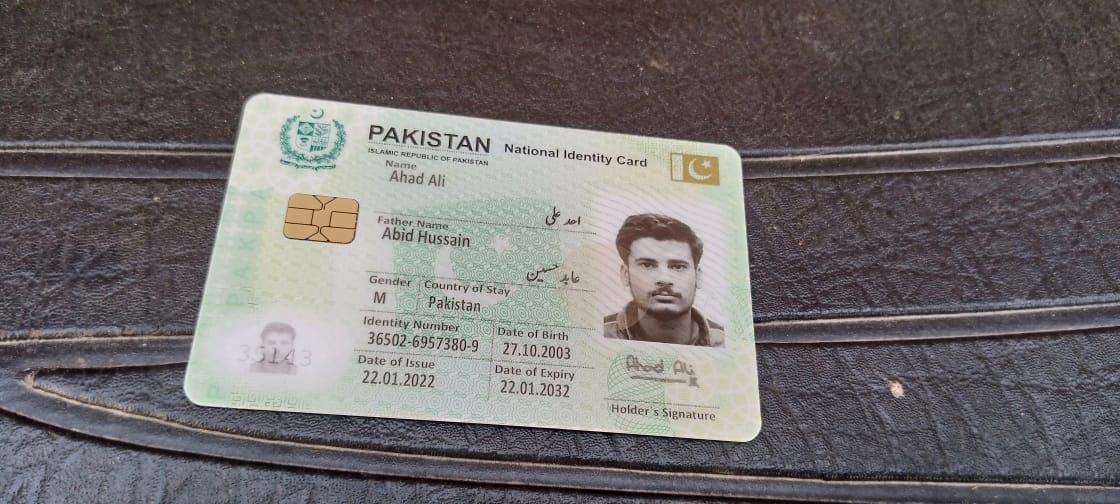 PAKISTAN National Identity Card
ISLAMIC REPUBLIC OF PAKISTAN
Name
Ahad Ali
احد علی
Father Name
Abid Hussain
عابد حسین
Gender Country of Stay
M Pakistan
Identity Number Date of Birth
36502-6957380-9 27.10.2003
Date of Issue Date of Expiry
22.01.2022 22.01.2032
35143
Ahad Ali
Holder's Signature